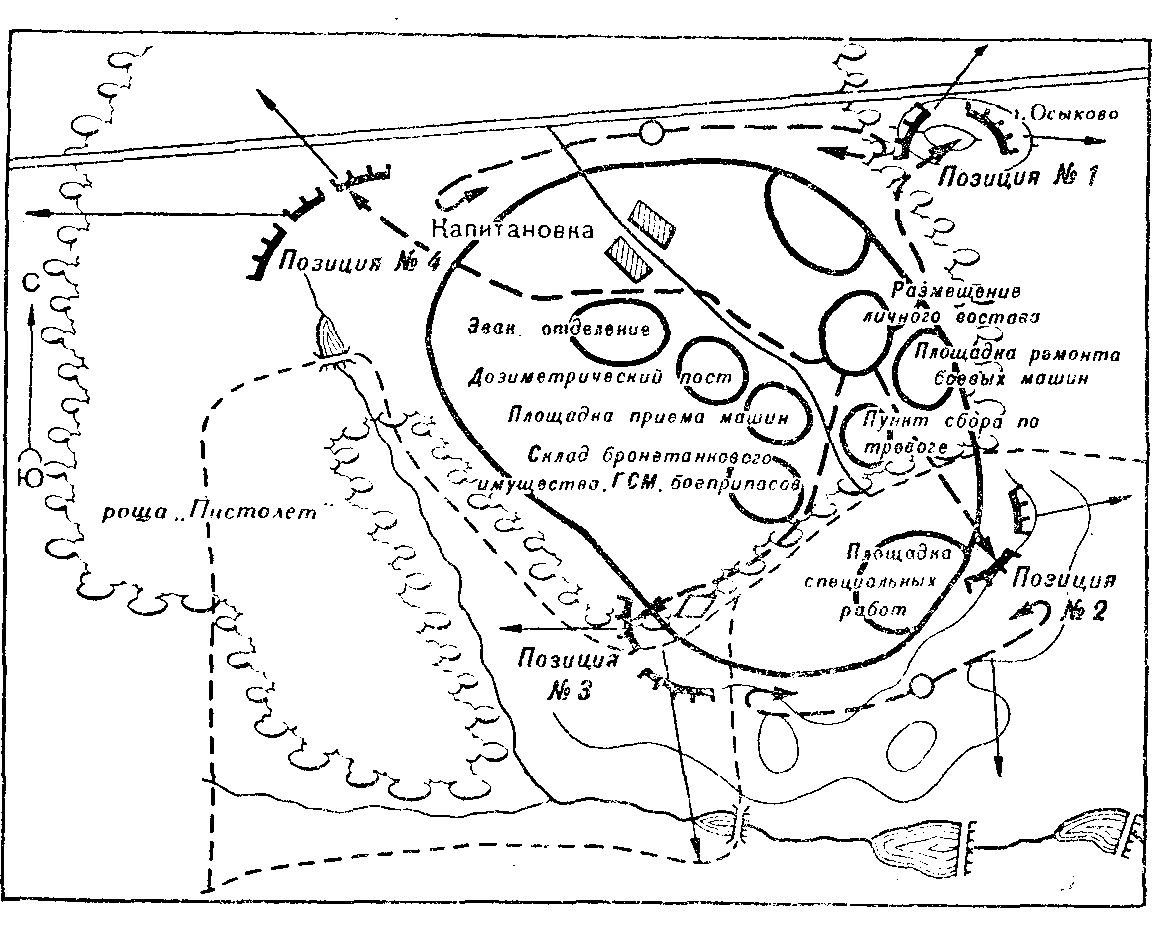 г. Осыково
Позиция № 1
Капитановка
Позиция № 4
С
Ю
Размещение
личного востава
Эвак. отделение
Площадка ремонта
боевых машин
Дозиметрический пост
Площадка приема машин
Пункт сбора по
тревоге
Склад бронетанкового
имущества, ГСМ, боеприпасов
роща „Пистолет"
Площадка
специальных
работ
Позиция
№ 2
Позиция
№ 3